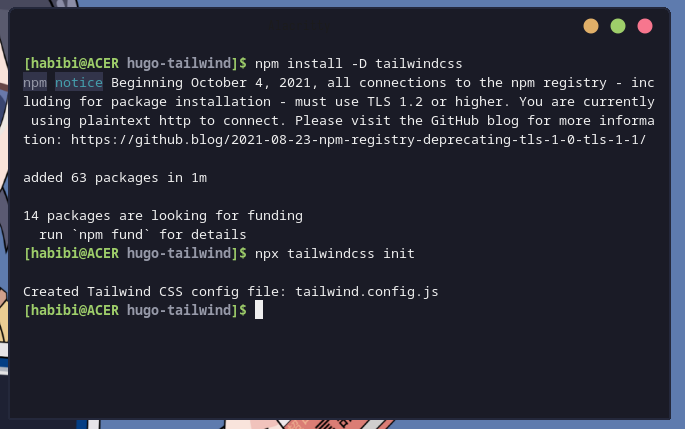 [habibi@ACER hugo-tailwind]$ npm install -D tailwindcss
npm notice Beginning October 4, 2021, all connections to the npm registry - inc
luding for package installation - must use TLS 1.2 or higher. You are currently
 using plaintext http to connect. Please visit the GitHub blog for more informa
tion: https://github.blog/2021-08-23-npm-registry-deprecating-tls-1-0-tls-1-1/
added 63 packages in 1m
14 packages are looking for funding
  run `npm fund` for details
[habibi@ACER hugo-tailwind]$ npx tailwindcss init
Created Tailwind CSS config file: tailwind.config.js
[habibi@ACER hugo-tailwind]$